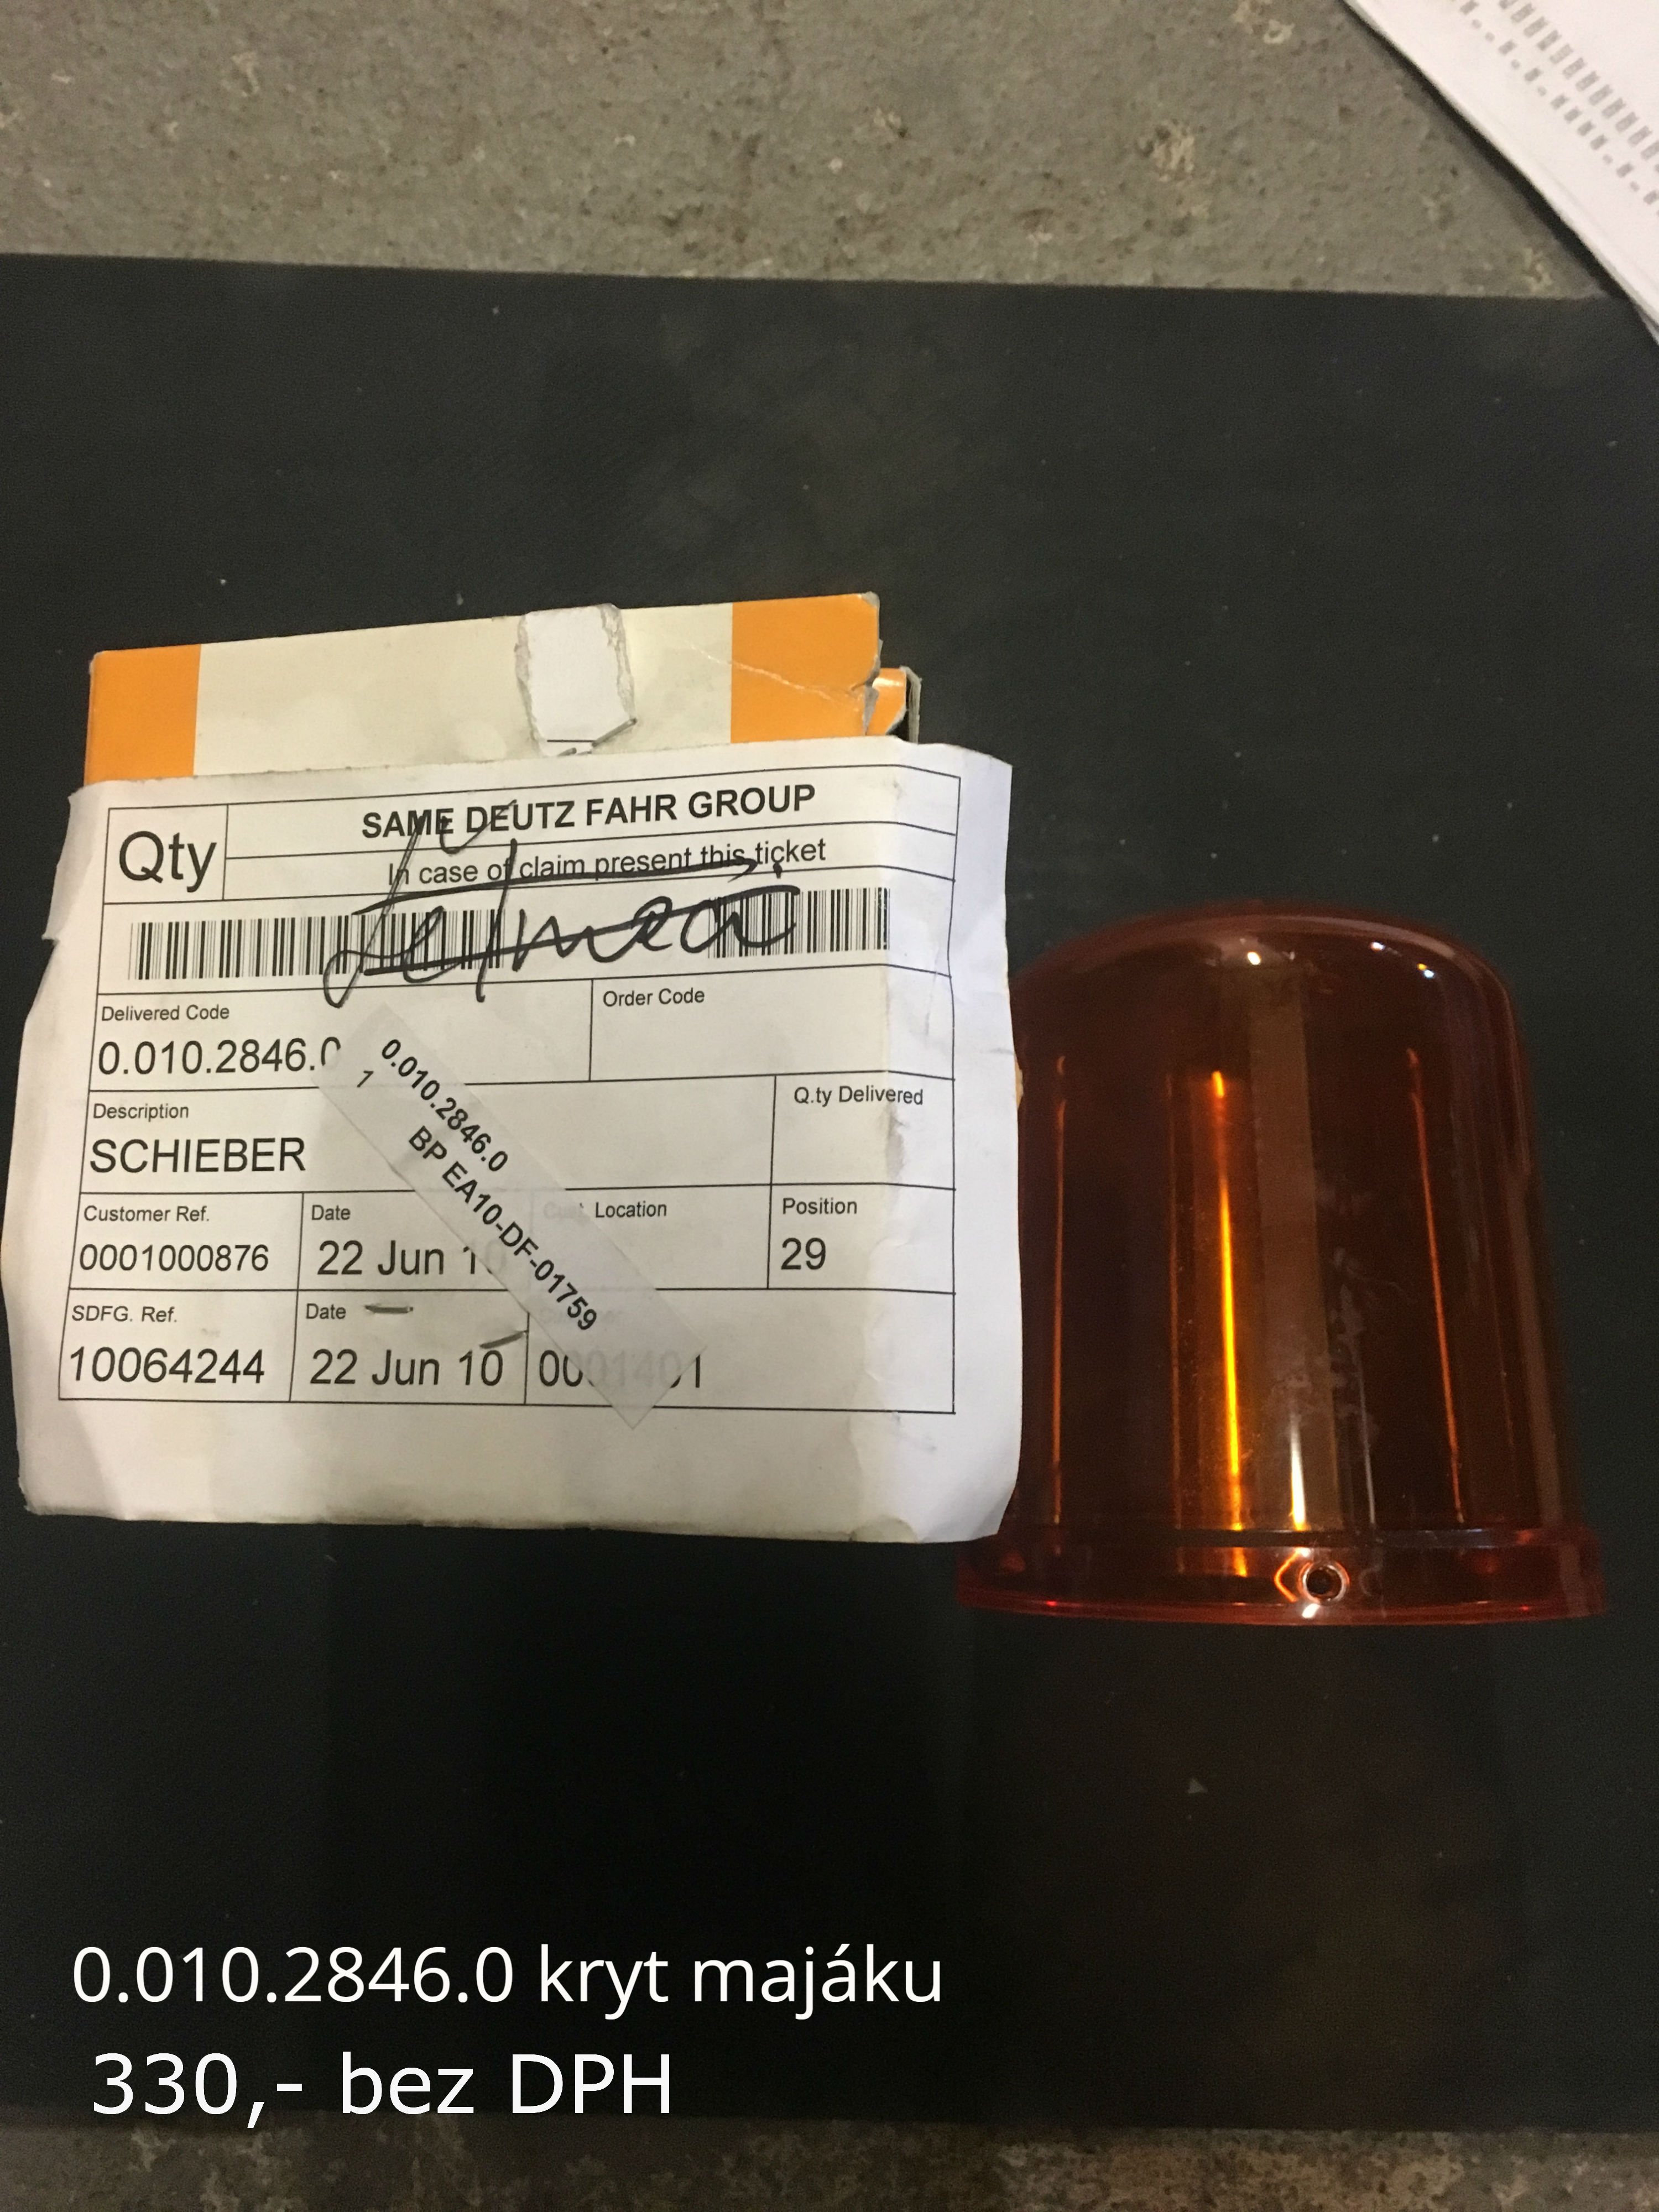 Qty
SAME DEUTZ FAHR GROUP
In case of claim present this ticket
Delivered Code
0.010.2846.0
Order Code
Description
SCHIEBER
Q.ty Delivered
0.010.2846.0
1
BP EA10-DF-01759
Customer Ref.
0001000876
Date
22 Jun 10
Location
Position
29
SDFG. Ref.
10064244
Date
22 Jun 10
00001401
0.010.2846.0 kryt majáku
330,- bez DPH